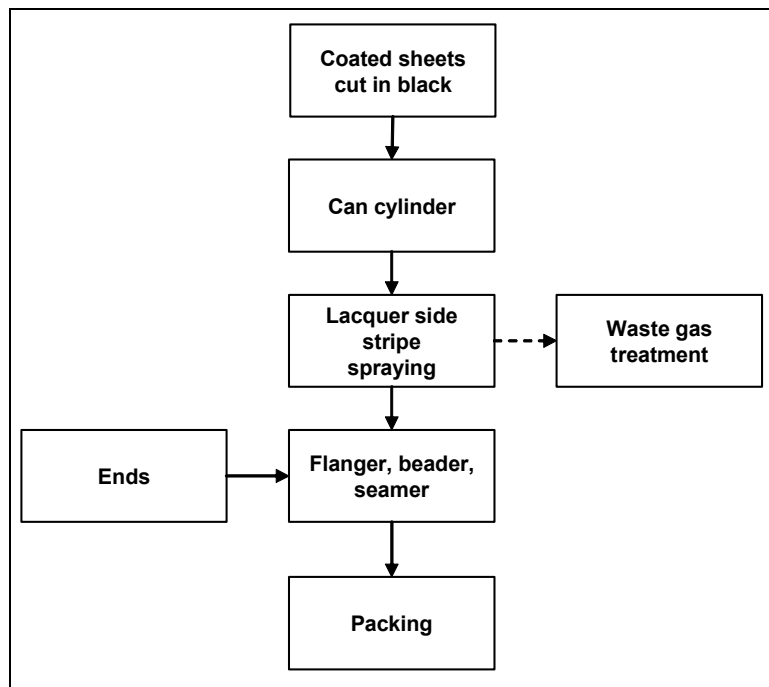 Coated sheets
cut in black
Can cylinder
Lacquer side
stripe
spraying
Waste gas
treatment
Ends
Flanger, beader,
seamer
Packing